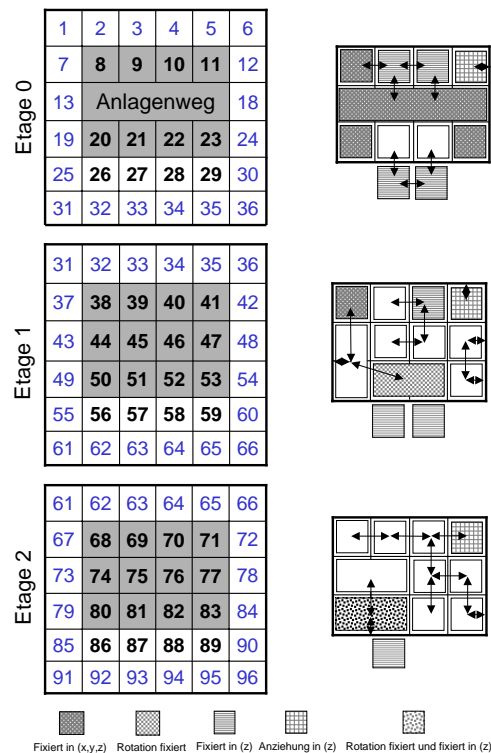 Etage 0
1 2 3 4 5 6
7 8 9 10 11 12
13 Anlagenweg 18
19 20 21 22 23 24
25 26 27 28 29 30
31 32 33 34 35 36
Etage 1
31 32 33 34 35 36
37 38 39 40 41 42
43 44 45 46 47 48
49 50 51 52 53 54
55 56 57 58 59 60
61 62 63 64 65 66
Etage 2
61 62 63 64 65 66
67 68 69 70 71 72
73 74 75 76 77 78
79 80 81 82 83 84
85 86 87 88 89 90
91 92 93 94 95 96
Fixiert in (x,y,z) Rotation fixiert Fixiert in (z) Anziehung in (z) Rotation fixiert und fixiert in (z)